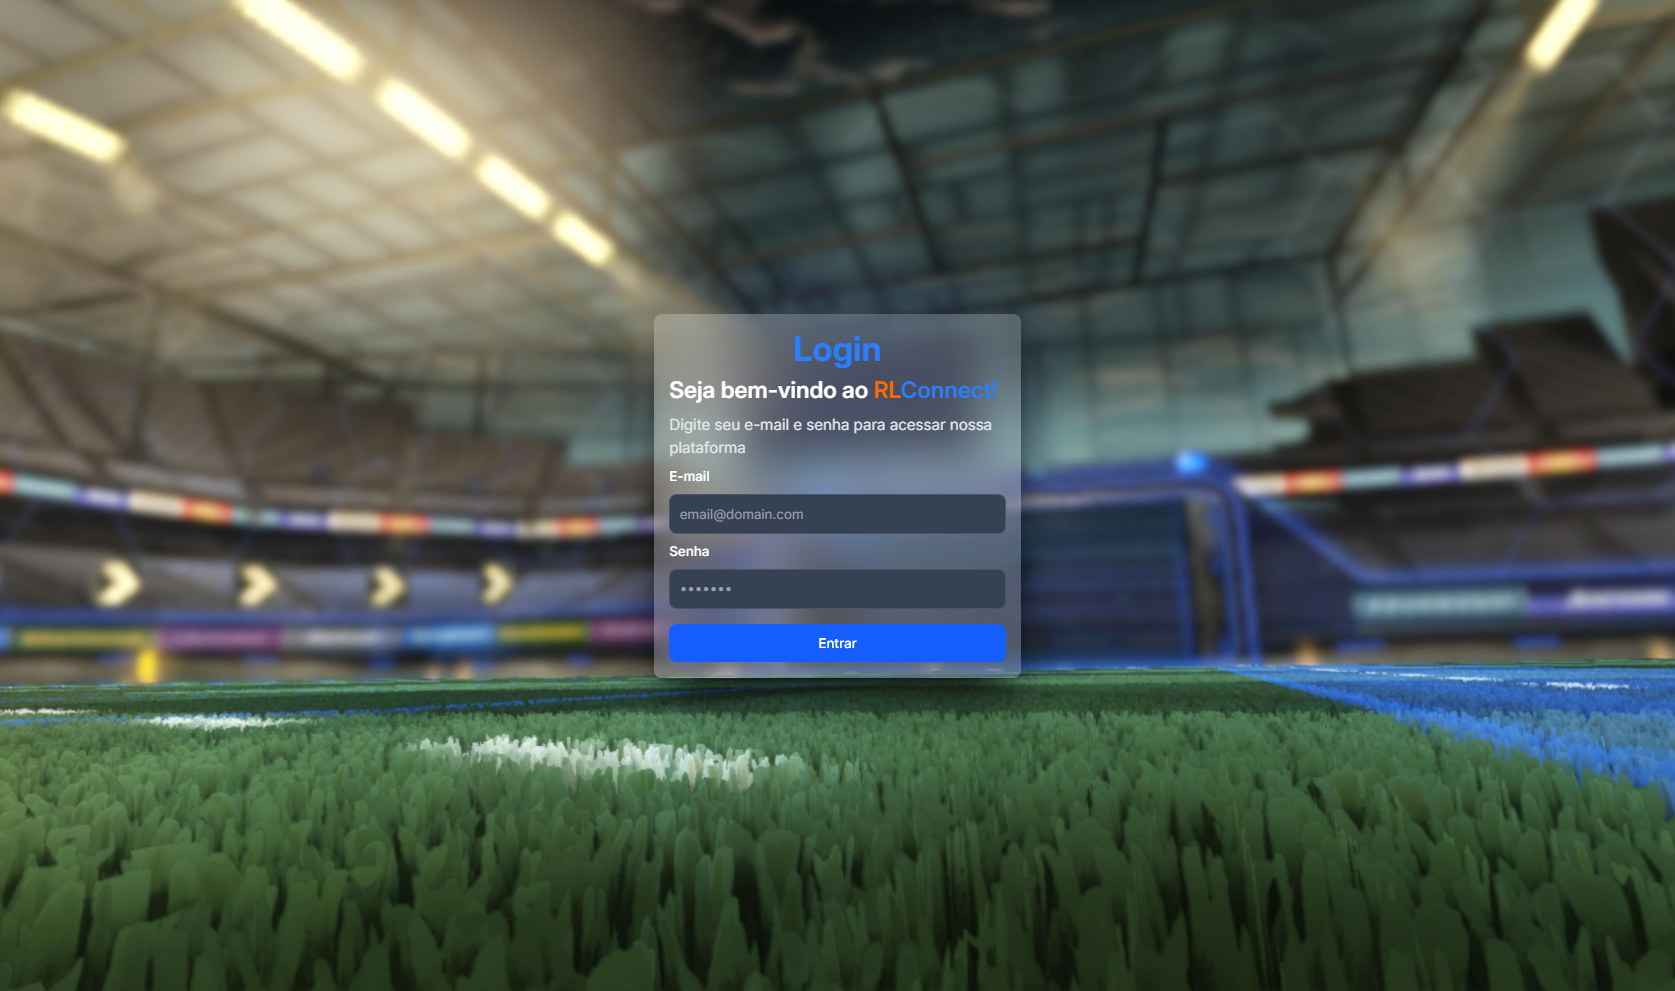 Login
Seja bem-vindo ao RLConnect!
Digite seu e-mail e senha para acessar nossa
plataforma
E-mail
email@domain.com
Senha
•••••••
Entrar